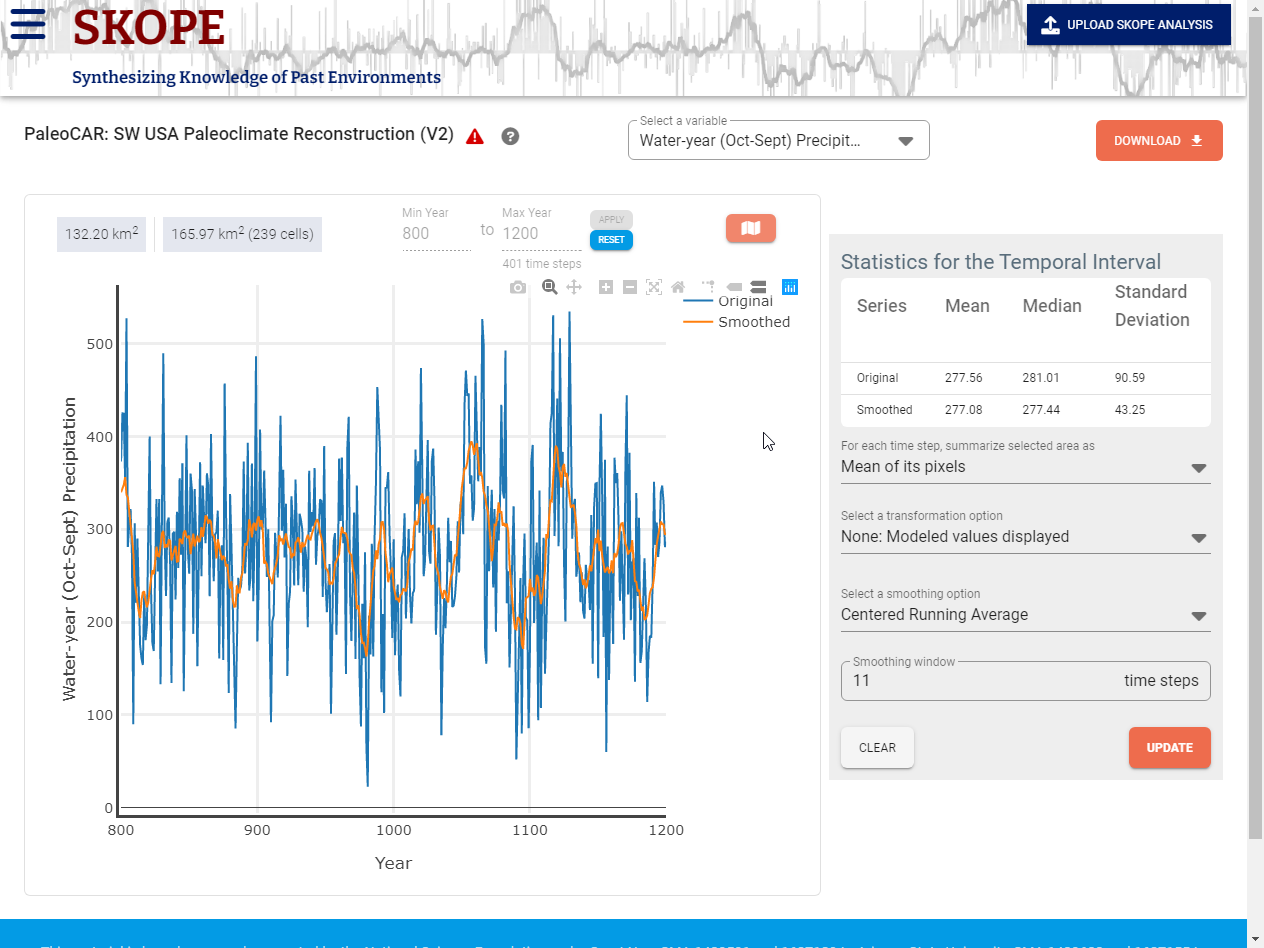 SKOPE
Synthesizing Knowledge of Past Environments
UPLOAD SKOPE ANALYSIS
PaleoCAR: SW USA Paleoclimate Reconstruction (V2)
Select a variable
Water-year (Oct-Sept) Precipit...
DOWNLOAD
132.20 km²
165.97 km² (239 cells)
Min Year
800
to
Max Year
1200
401 time steps
APPLY
RESET
Original
Smoothed
Water-year (Oct-Sept) Precipitation
500
400
300
200
100
0
800 900 1000 1100 1200
Year
Statistics for the Temporal Interval
Series Mean Median Standard Deviation
Original 277.56 281.01 90.59
Smoothed 277.08 277.44 43.25
For each time step, summarize selected area as
Mean of its pixels
Select a transformation option
None: Modeled values displayed
Select a smoothing option
Centered Running Average
Smoothing window
11 time steps
CLEAR
UPDATE